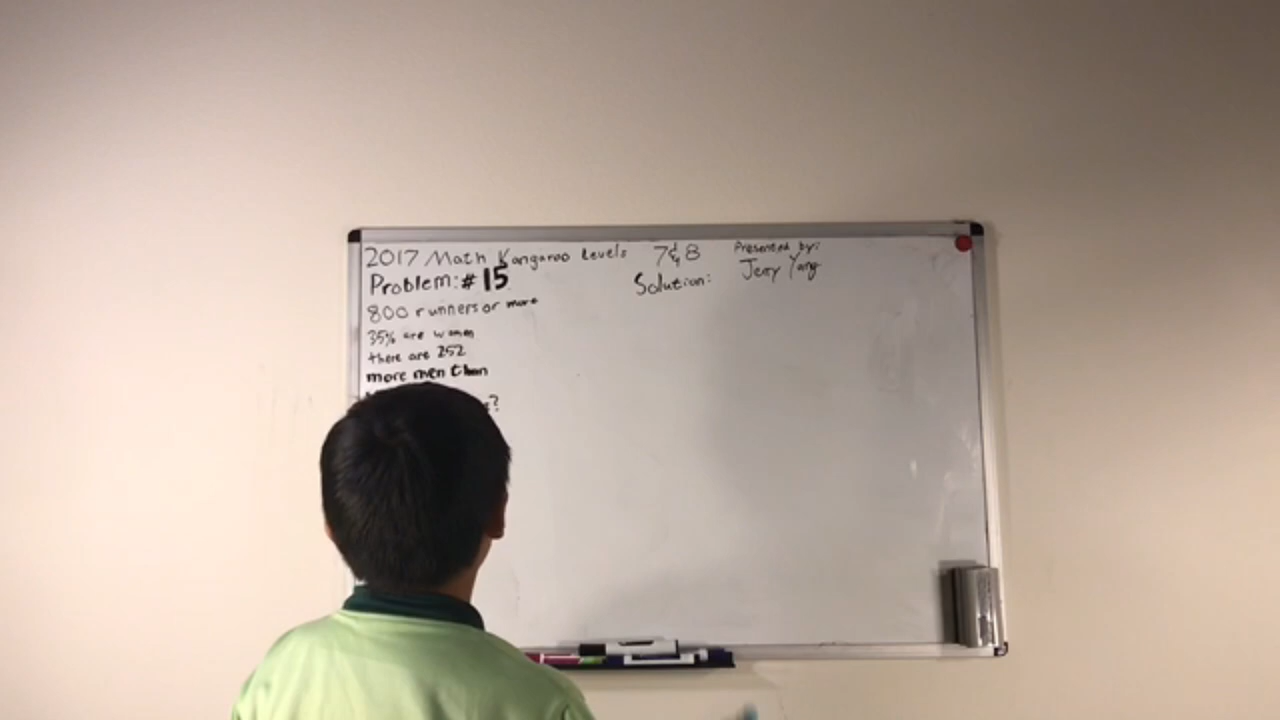 2017 Math Kangaroo Levels 7 & 8
Problem: # 15
800 runners or more
35% are women
there are 252
more men than
?
Solution:
Presented by:
Jerry Yang